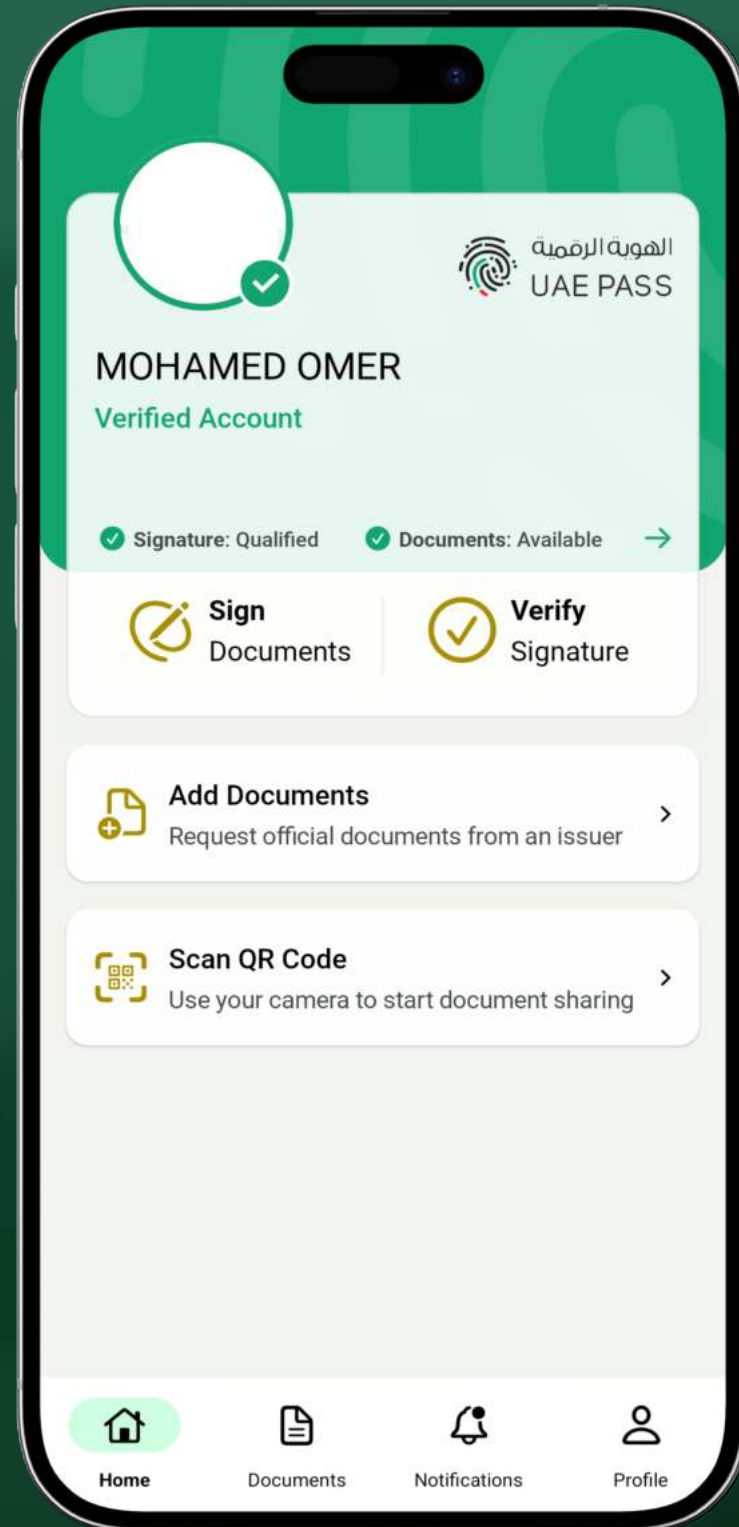 الهوية الرقمية
UAE PASS
MOHAMED OMER
Verified Account
Signature: Qualified
Documents: Available
Sign
Documents
Verify
Signature
Add Documents
Request official documents from an issuer
Scan QR Code
Use your camera to start document sharing
Home
Documents
Notifications
Profile